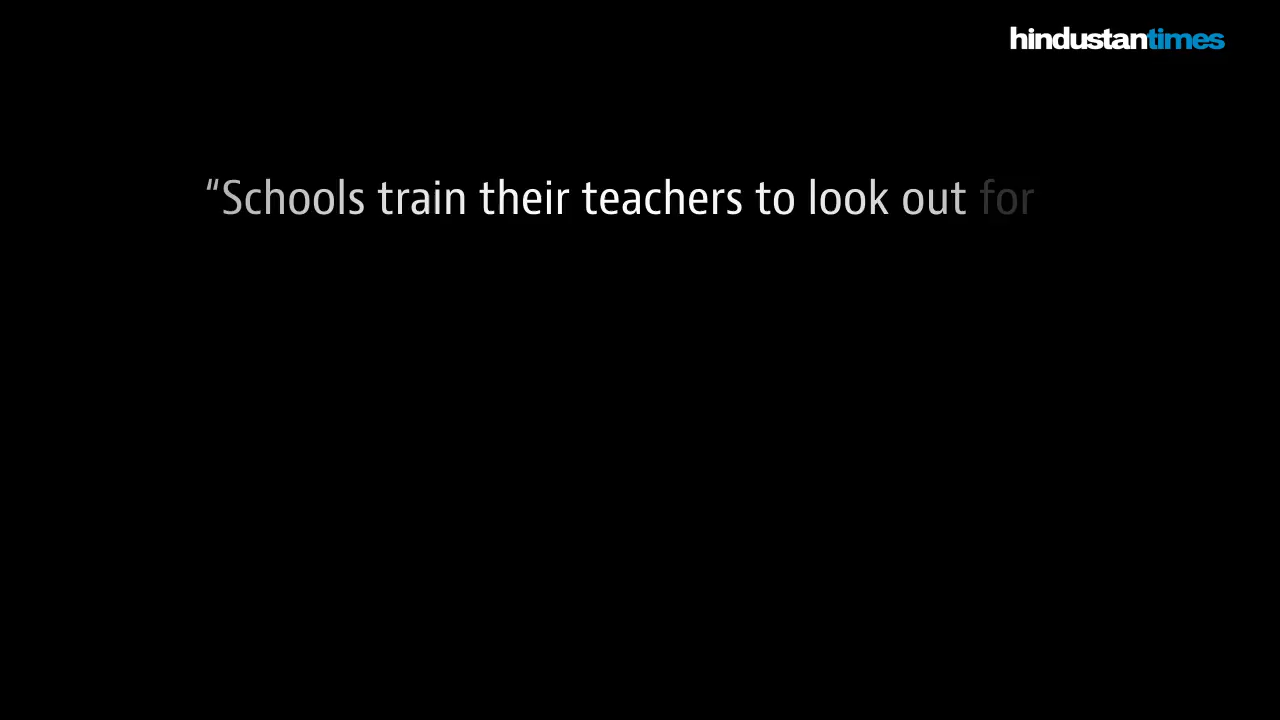 hindustantimes
“Schools train their teachers to look out for